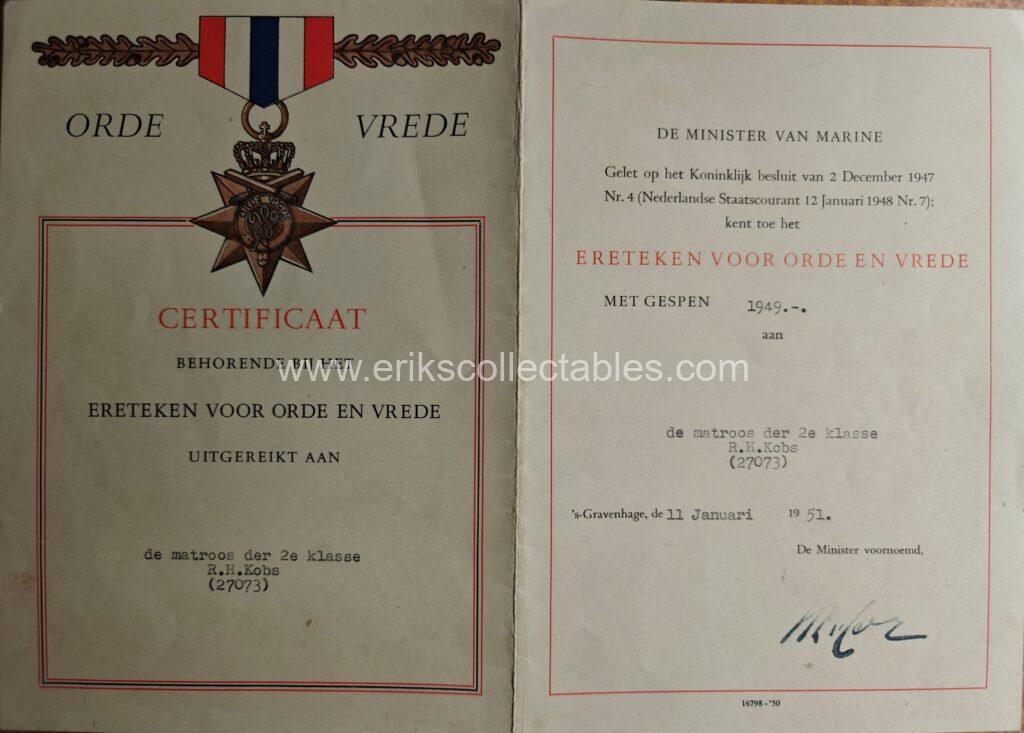 ORDE VREDE
ORDE VREDE
CERTIFICAAT
BEHORENDE BIJ HET
ERETEKEN VOOR ORDE EN VREDE
UITGEREIKT AAN
de matroos der 2e klasse
R.H.Kobs
(27073)
DE MINISTER VAN MARINE
Gelet op het Koninklijk besluit van 2 December 1947
Nr. 4 (Nederlandse Staatscourant 12 Januari 1948 Nr. 7);
kent toe het
ERETEKEN VOOR ORDE EN VREDE
MET GESPEN 1949.-.
aan
de matroos der 2e klasse
R.H.Kobs
(27073)
's-Gravenhage, de 11 Januari 1951.
De Minister voornoemd,
16798 - '50
www.erikscollectables.com